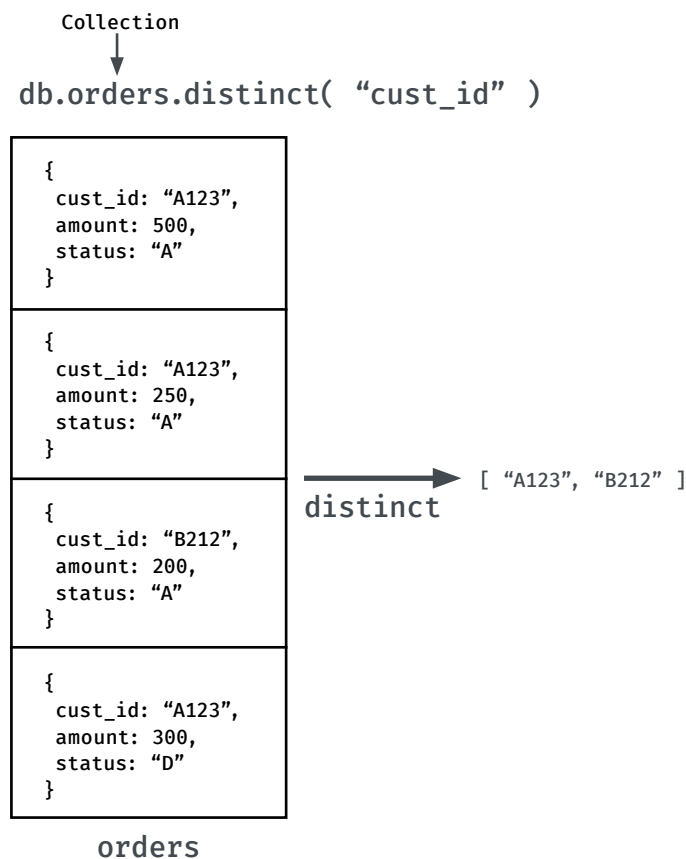 Collection
db.orders.distinct( “cust_id” )
{
cust_id: “A123”,
amount: 500,
status: “A”
}
{
cust_id: “A123”,
amount: 250,
status: “A”
}
{
cust_id: “B212”,
amount: 200,
status: “A”
}
{
cust_id: “A123”,
amount: 300,
status: “D”
}
orders
distinct
[ “A123”, “B212” ]